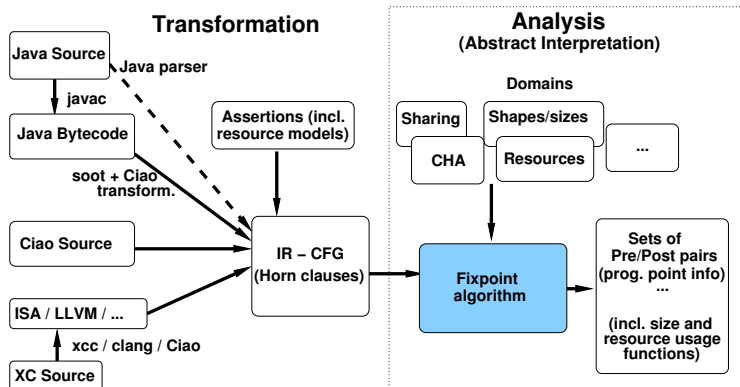 Transformation
Analysis
(Abstract Interpretation)
Java Source
Java parser
javac
Java Bytecode
soot + Ciao
transform.
Assertions (incl.
resource models)
Domains
Sharing
Shapes/sizes
CHA
Resources
...
Ciao Source
IR − CFG
(Horn clauses)
Fixpoint
algorithm
Sets of
Pre/Post pairs
(prog. point info)
...
(incl. size and
resource usage
functions)
ISA / LLVM / ...
xcc / clang / Ciao
XC Source